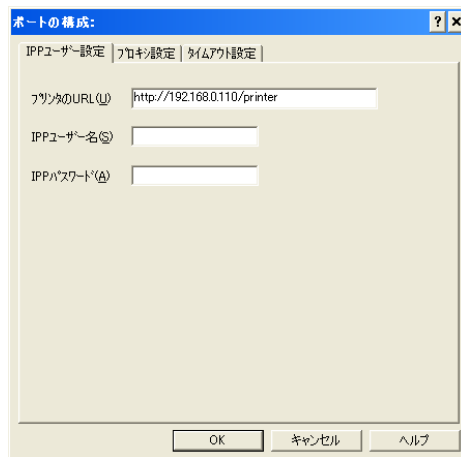 ポートの構成:
IPPユーザー設定 プロキシ設定 タイムアウト設定
プリンタのURL(U) http://192.168.0.110/printer
IPPユーザー名(S)
IPPパスワード(A)
OK キャンセル ヘルプ